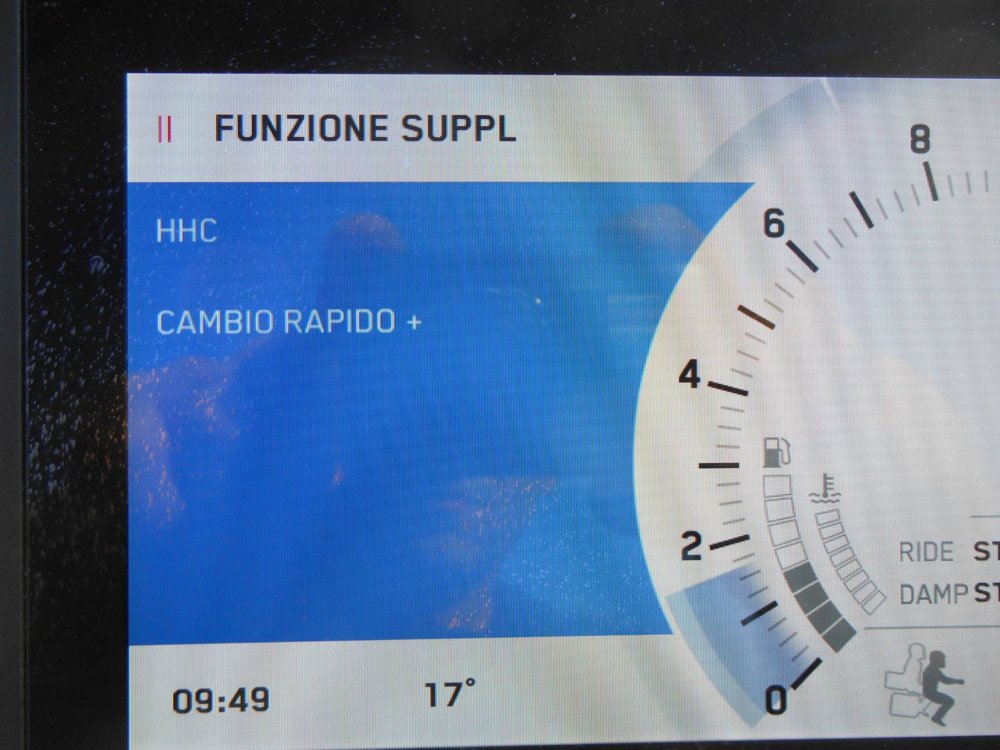 FUNZIONE SUPPL
HHC
CAMBIO RAPIDO +
8
6
4
2
0
RIDE ST
DAMP ST
09:49
17°